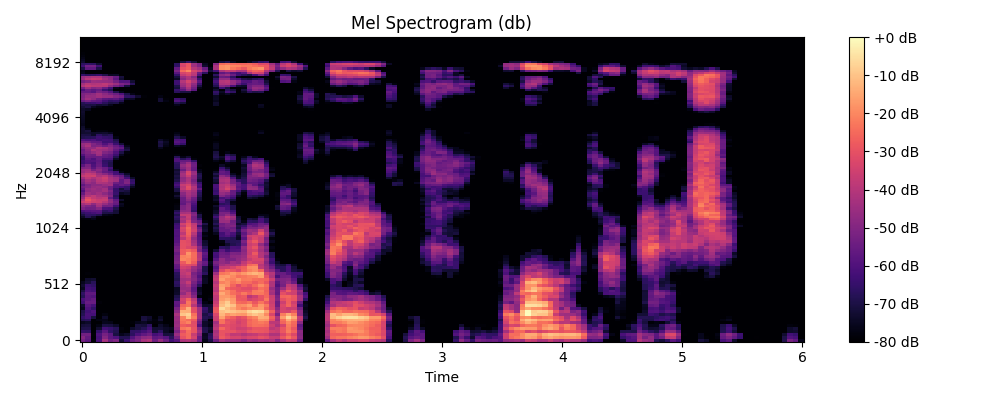 Mel Spectrogram (db)
8192
4096
2048
1024
512
0
Hz
0 1 2 3 4 5 6
Time
+0 dB
-10 dB
-20 dB
-30 dB
-40 dB
-50 dB
-60 dB
-70 dB
-80 dB